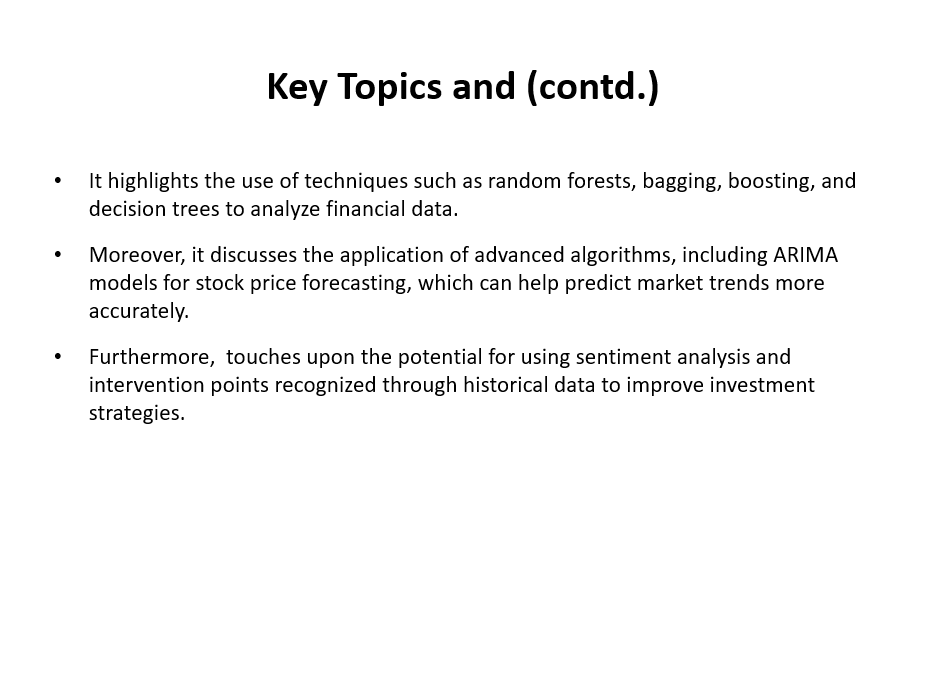 Key Topics and (contd.)
• It highlights the use of techniques such as random forests, bagging, boosting, and
decision trees to analyze financial data.
• Moreover, it discusses the application of advanced algorithms, including ARIMA
models for stock price forecasting, which can help predict market trends more
accurately.
• Furthermore,  touches upon the potential for using sentiment analysis and
intervention points recognized through historical data to improve investment
strategies.